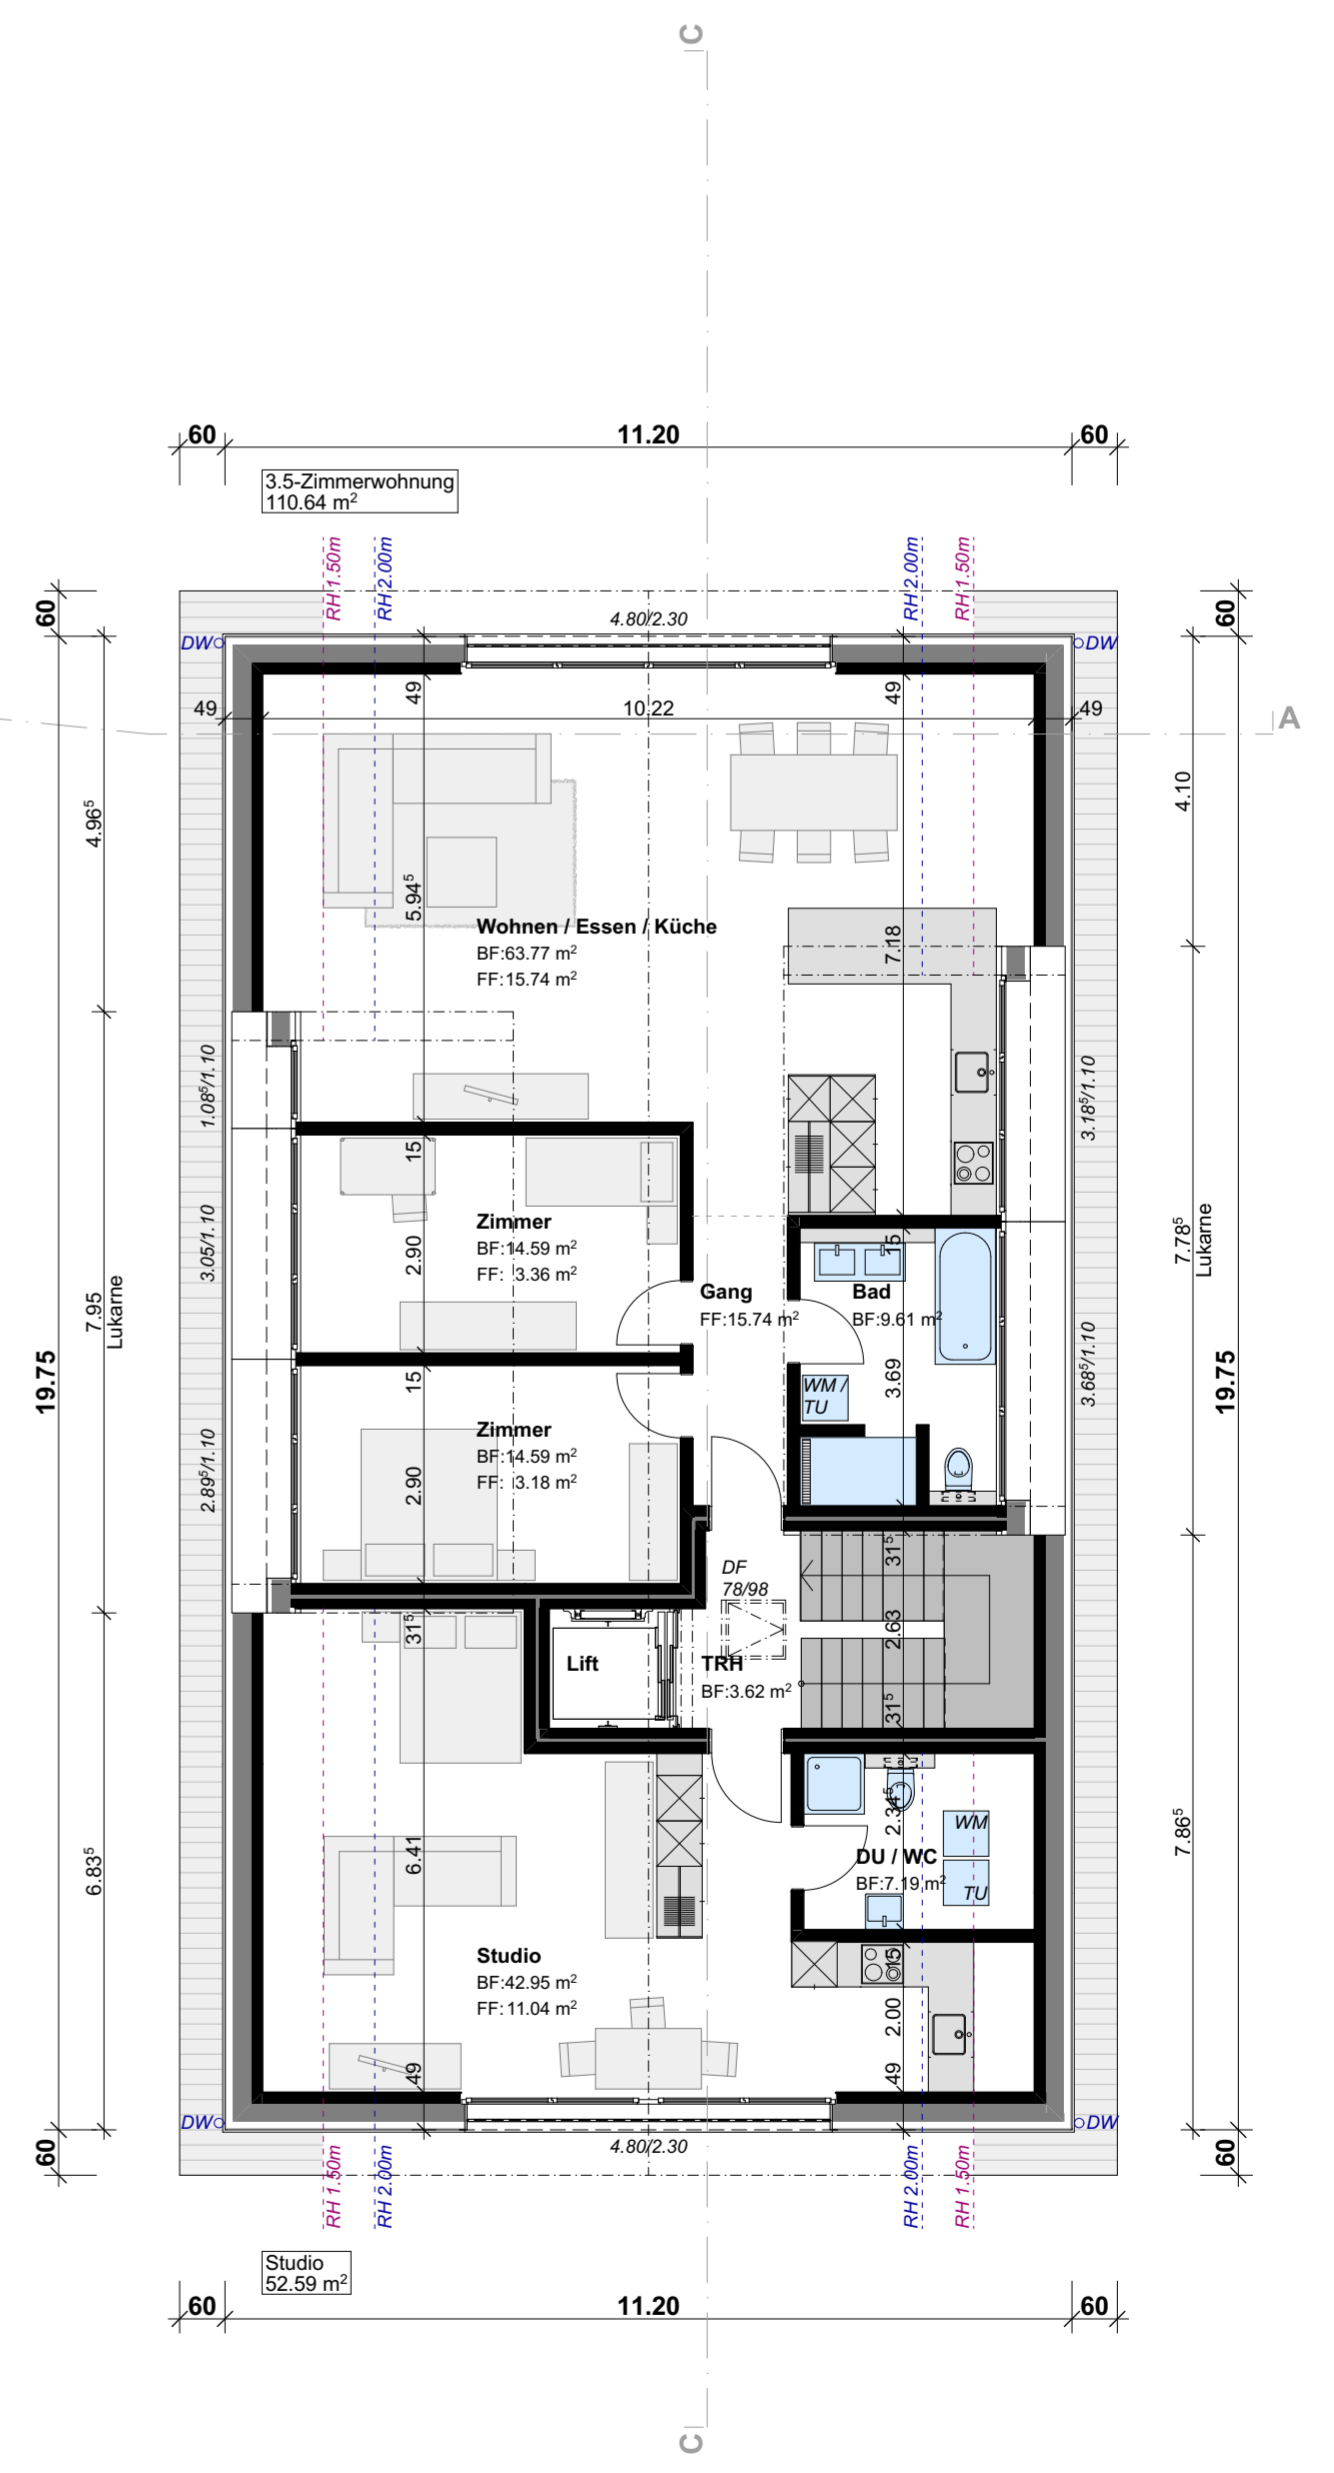 C
60
11.20
60
3.5-Zimmerwohnung
110.64 m²
RH 1.50m
RH 2.00m
RH 2.00m
RH 1.50m
60
60
4.80/2.30
DW
DW
49
49
49
10.22
49
A
4.96⁵
4.10
5.94⁵
7.18
Wohnen / Essen / Küche
BF:63.77 m²
FF:15.74 m²
1.08⁵/1.10
3.18⁵/1.10
15
Zimmer
BF:14.59 m²
FF: 3.36 m²
3.05/1.10
2.90
15
7.78⁵
Lukarne
Gang
FF:15.74 m²
Bad
BF:9.61 m²
7.95
Lukarne
19.75
19.75
15
3.69
3.68⁵/1.10
WM /
TU
Zimmer
BF:14.59 m²
FF: 3.18 m²
2.89⁵/1.10
2.90
DF
78/98
31⁵
31⁵
2.63
Lift
TRH
BF:3.62 m²
31⁵
2.34⁵
WM
DU / WC
BF:7.19 m²
TU
6.83⁵
6.41
7.86⁵
Studio
BF:42.95 m²
FF: 11.04 m²
15
2.00
49
49
DW
DW
60
60
4.80/2.30
RH 1.50m
RH 2.00m
RH 2.00m
RH 1.50m
Studio
52.59 m²
60
11.20
60
C